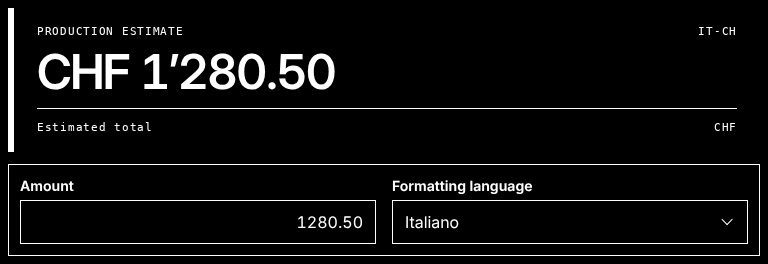 PRODUCTION ESTIMATE IT-CH
CHF 1’280.50
Estimated total CHF
Amount Formatting language
1280.50 Italiano